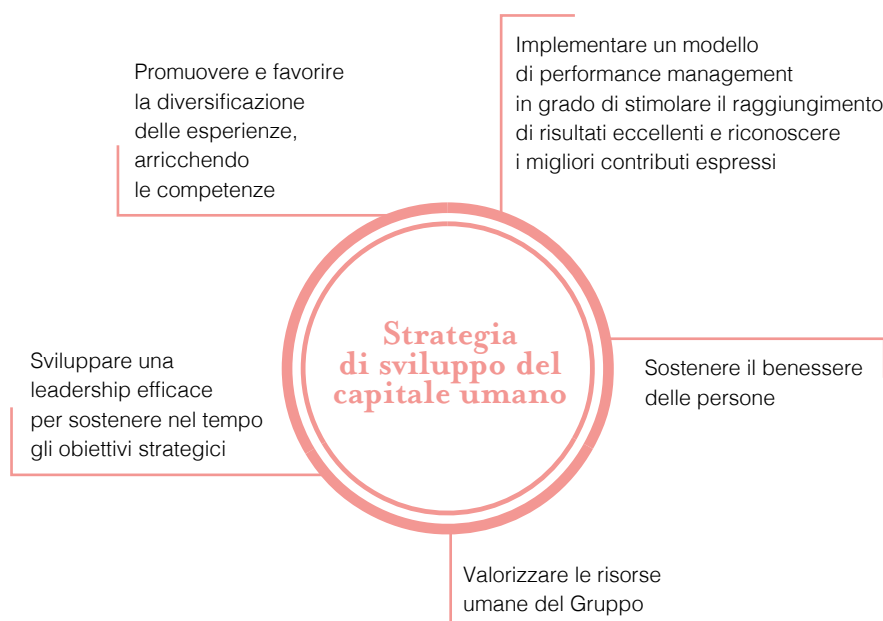 Promuovere e favorire
la diversificazione
delle esperienze,
arricchendo
le competenze
Implementare un modello
di performance management
in grado di stimolare il raggiungimento
di risultati eccellenti e riconoscere
i migliori contributi espressi
Strategia
di sviluppo del
capitale umano
Sviluppare una
leadership efficace
per sostenere nel tempo
gli obiettivi strategici
Sostenere il benessere
delle persone
Valorizzare le risorse
umane del Gruppo